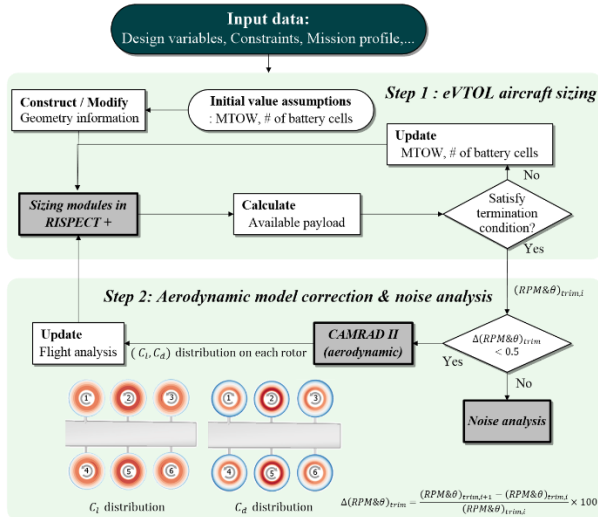 Input data:
Design variables, Constraints, Mission profile,...
Step 1 : eVTOL aircraft sizing
Construct / Modify
Geometry information
Initial value assumptions
: MTOW, # of battery cells
Update
MTOW, # of battery cells
No
Sizing modules in
RISPECT +
Calculate
Available payload
Satisfy
termination
condition?
Yes
(RPM&θ)trim,i
Step 2: Aerodynamic model correction & noise analysis
Update
Flight analysis
(Cl, Cd) distribution on each rotor
CAMRAD II
(aerodynamic)
Yes
Δ(RPM&θ)trim
< 0.5
No
Noise analysis
1 2 3
4 5 6
Cl distribution
1 2 3
4 5 6
Cd distribution
Δ(RPM&θ)trim = (RPM&θ)trim,i+1 − (RPM&θ)trim,i / (RPM&θ)trim,i × 100